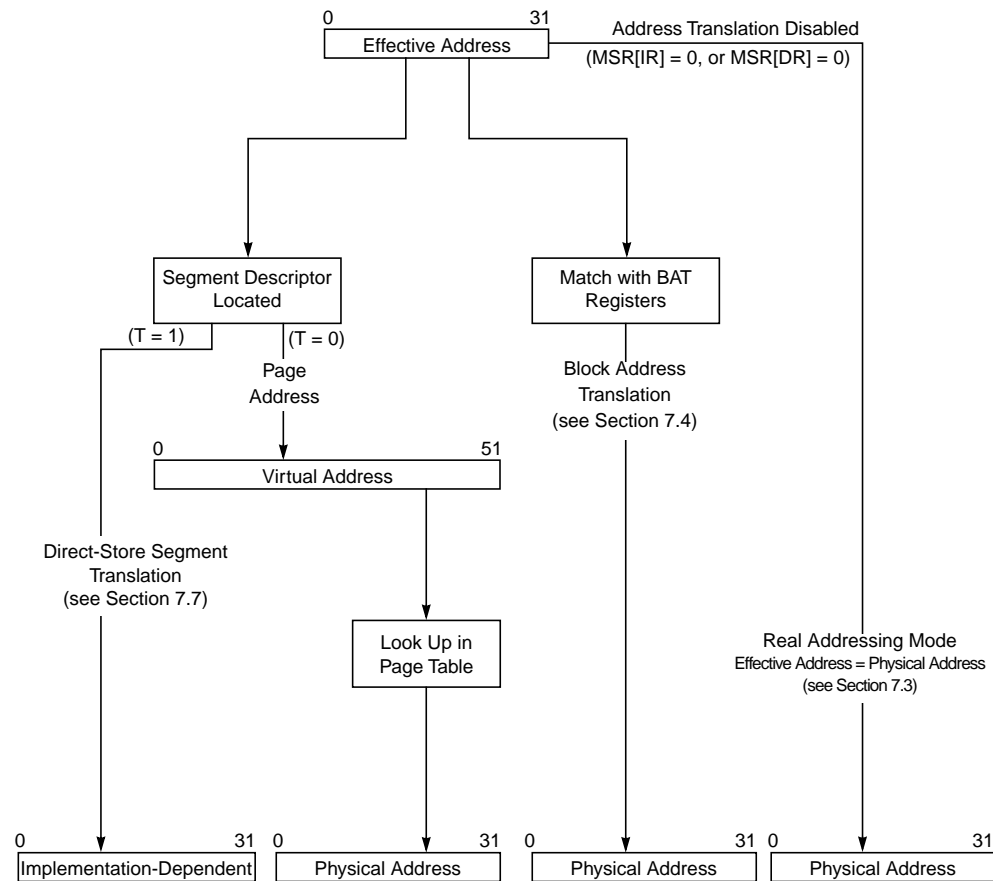 0 31
Effective Address
Address Translation Disabled
(MSR[IR] = 0, or MSR[DR] = 0)
Segment Descriptor
Located
Match with BAT
Registers
(T = 1)
(T = 0)
Page
Address
Block Address
Translation
(see Section 7.4)
0 51
Virtual Address
Direct-Store Segment
Translation
(see Section 7.7)
Look Up in
Page Table
Real Addressing Mode
Effective Address = Physical Address
(see Section 7.3)
0 31
Implementation-Dependent
0 31
Physical Address
0 31
Physical Address
0 31
Physical Address